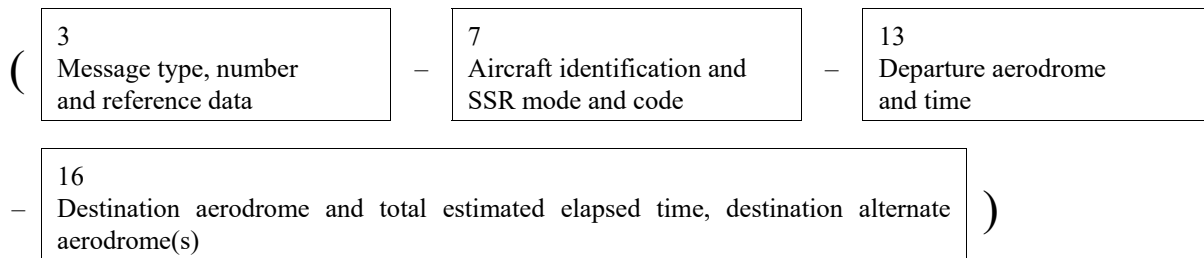 ( 3 Message type, number and reference data – 7 Aircraft identification and SSR mode and code – 13 Departure aerodrome and time
– 16 Destination aerodrome and total estimated elapsed time, destination alternate aerodrome(s) )